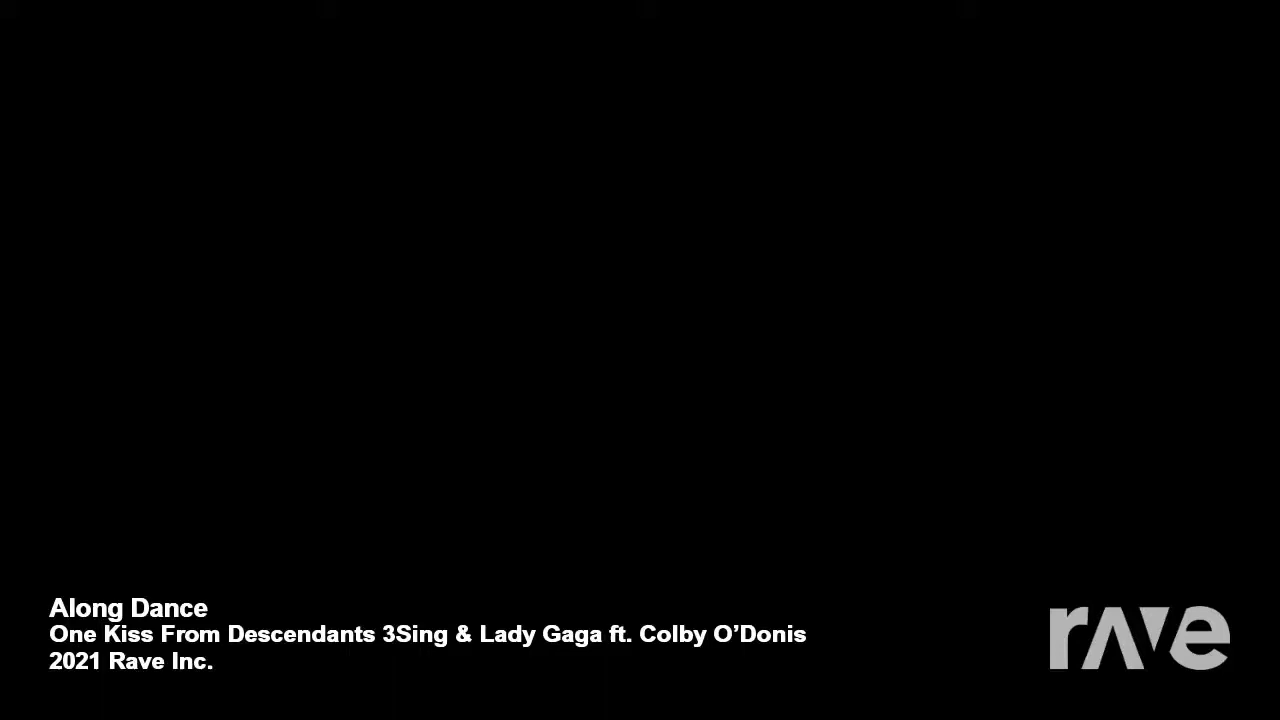 Along Dance
One Kiss From Descendants 3Sing & Lady Gaga ft. Colby O’Donis
2021 Rave Inc.
rave